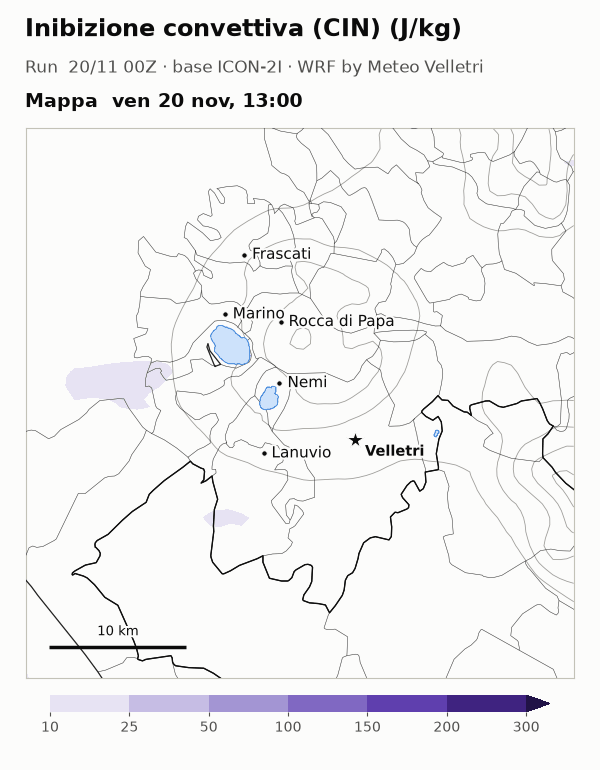 Inibizione convettiva (CIN) (J/kg)
Run  20/11 00Z · base ICON-2I · WRF by Meteo Velletri
Mappa  ven 20 nov, 13:00
Frascati
Marino
Rocca di Papa
Nemi
Velletri
Lanuvio
10 km
10 25 50 100 150 200 300